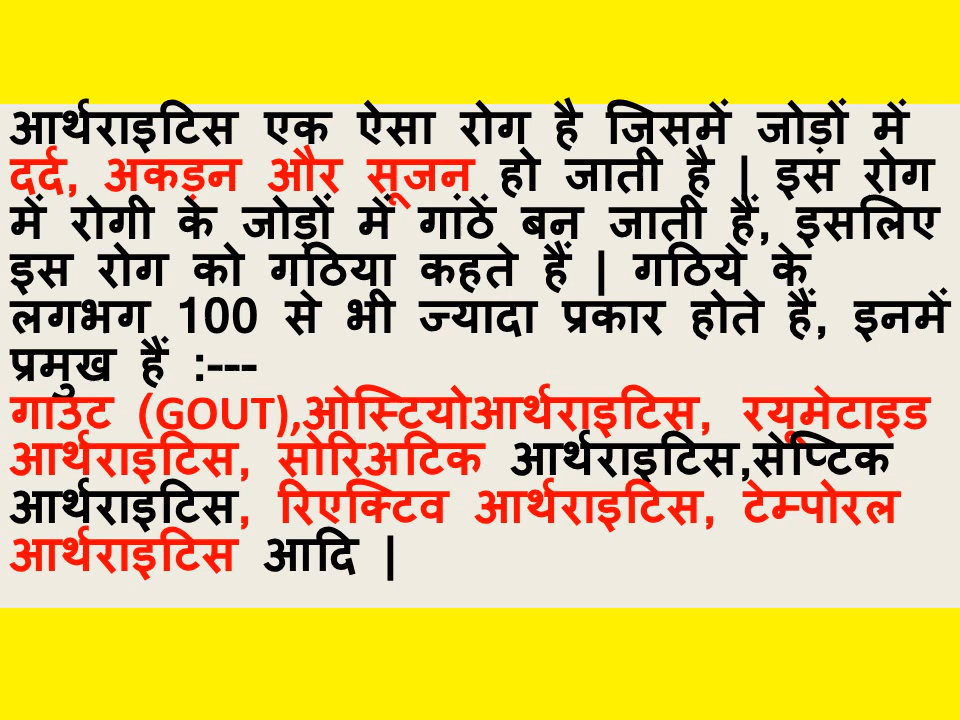 आर्थराइटिस एक ऐसा रोग है जिसमें जोड़ों में
दर्द, अकड़न और सूजन हो जाती है | इस रोग
में रोगी के जोड़ों में गांठें बन जाती हैं, इसलिए
इस रोग को गठिया कहते हैं | गठिये के
लगभग 100 से भी ज्यादा प्रकार होते हैं, इनमें
प्रमुख हैं :---
गाउट (GOUT),ओस्टियोआर्थराइटिस, रयूमेटाइड
आर्थराइटिस, सोरिअटिक आर्थराइटिस,सेप्टिक
आर्थराइटिस, रिएक्टिव आर्थराइटिस, टेम्पोरल
आर्थराइटिस आदि |